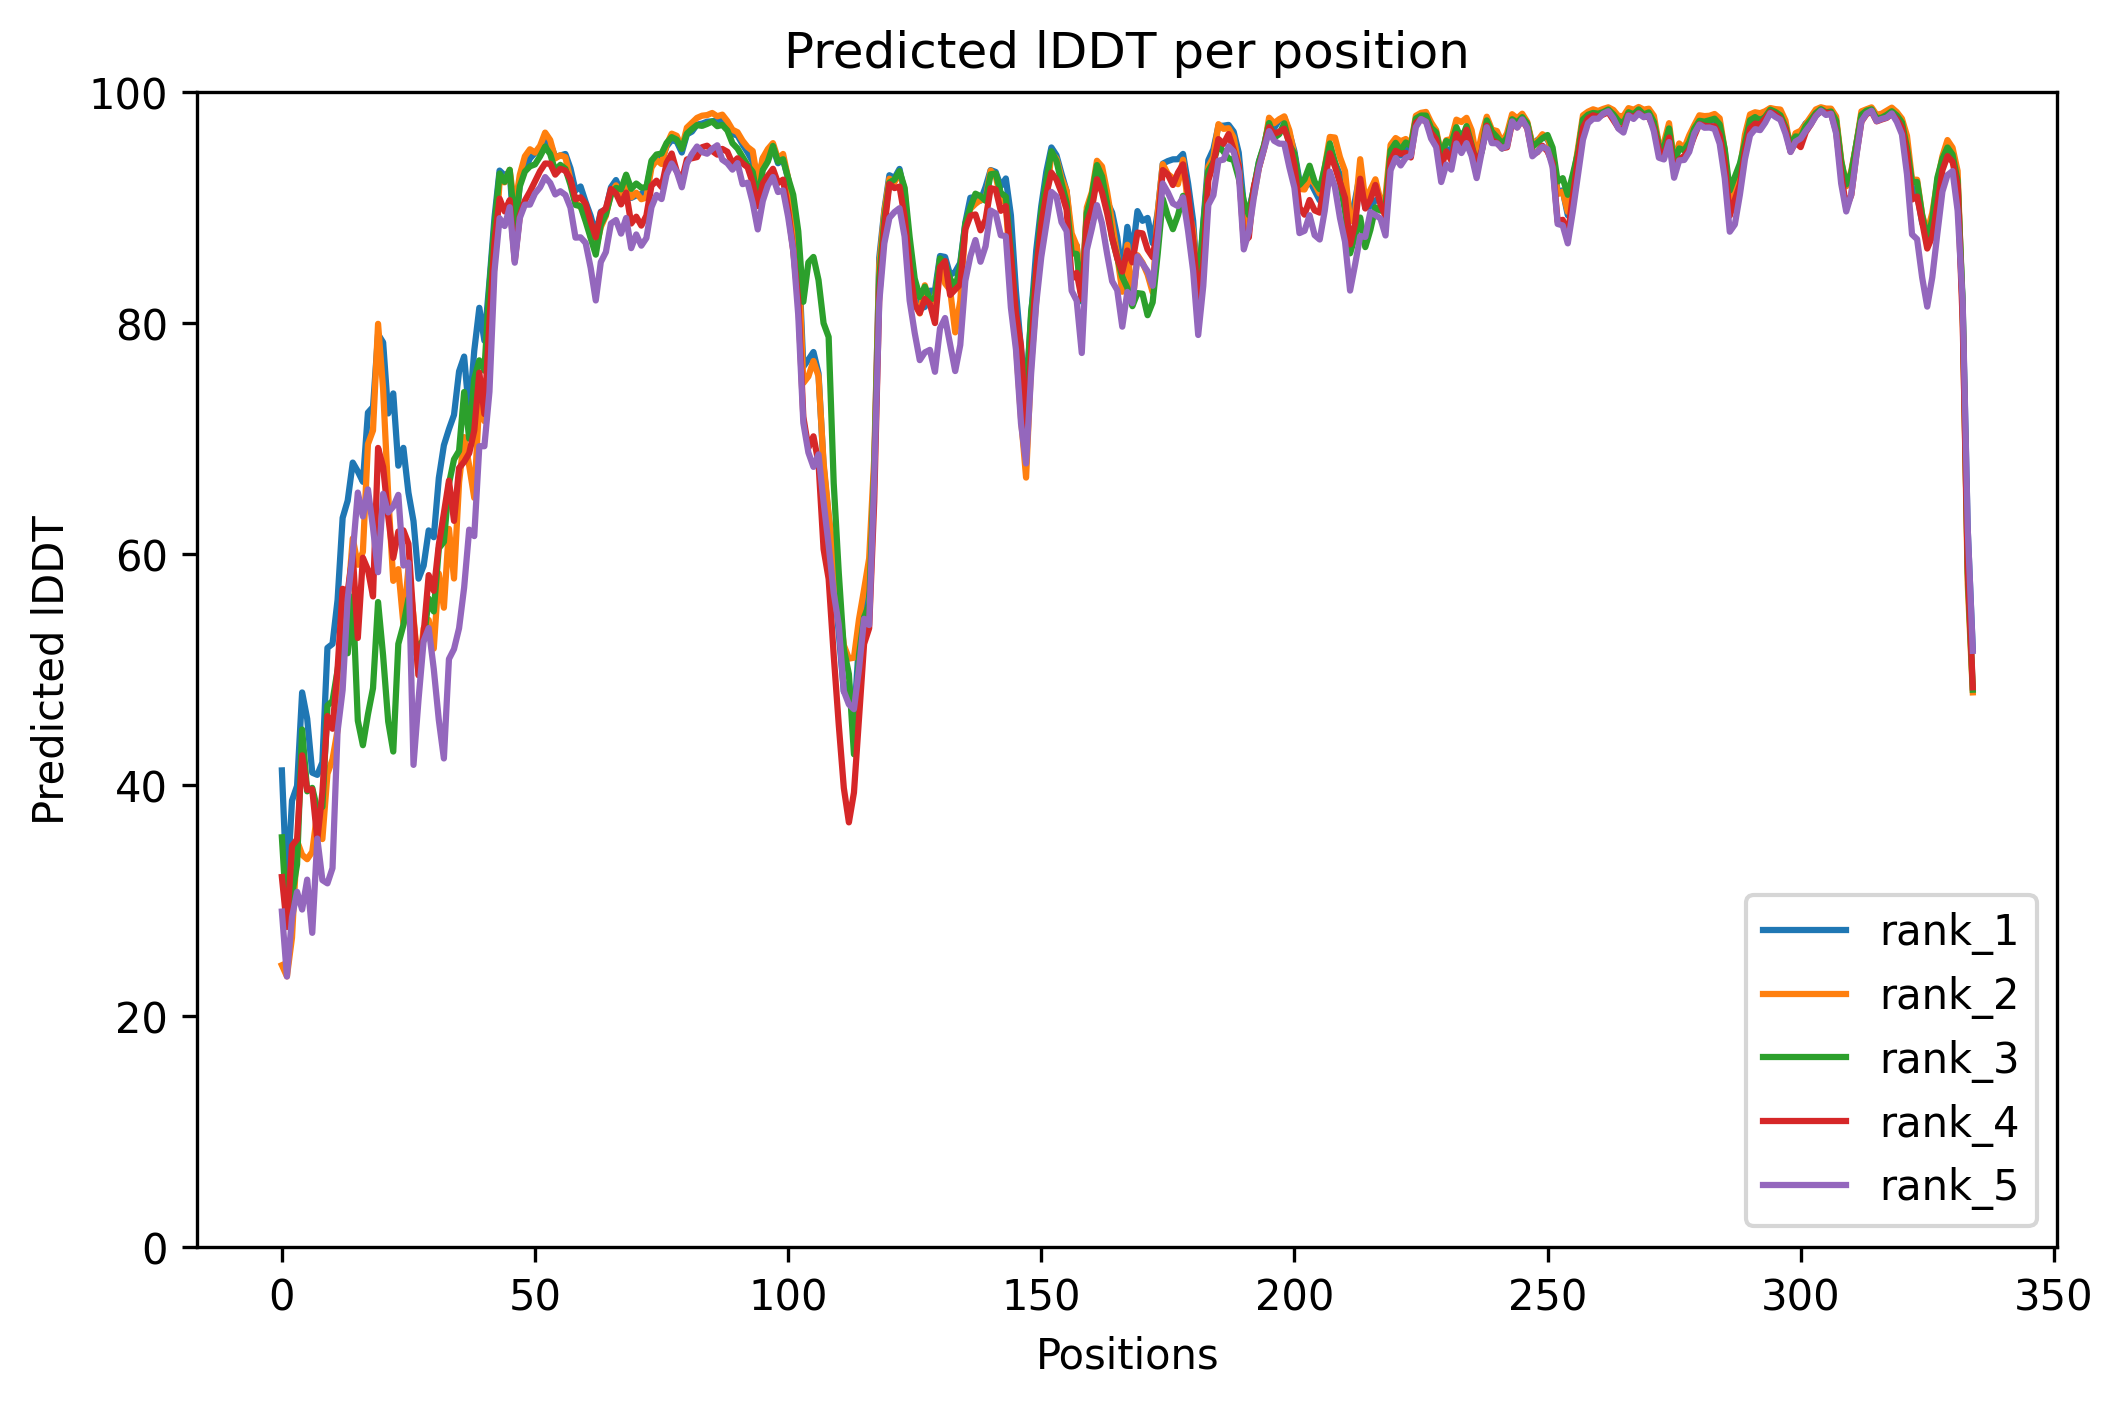 Predicted lDDT per position
100
80
60
40
20
0
Predicted lDDT
0 50 100 150 200 250 300 350
Positions
rank_1
rank_2
rank_3
rank_4
rank_5